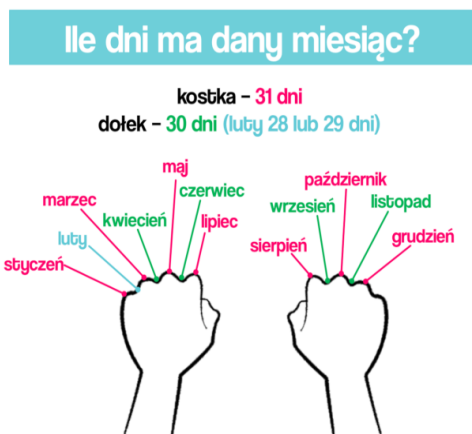 Ile dni ma dany miesiąc?
kostka – 31 dni
dołek – 30 dni (luty 28 lub 29 dni)
styczeń
luty
marzec
kwiecień
maj
czerwiec
lipiec
sierpień
wrzesień
październik
listopad
grudzień